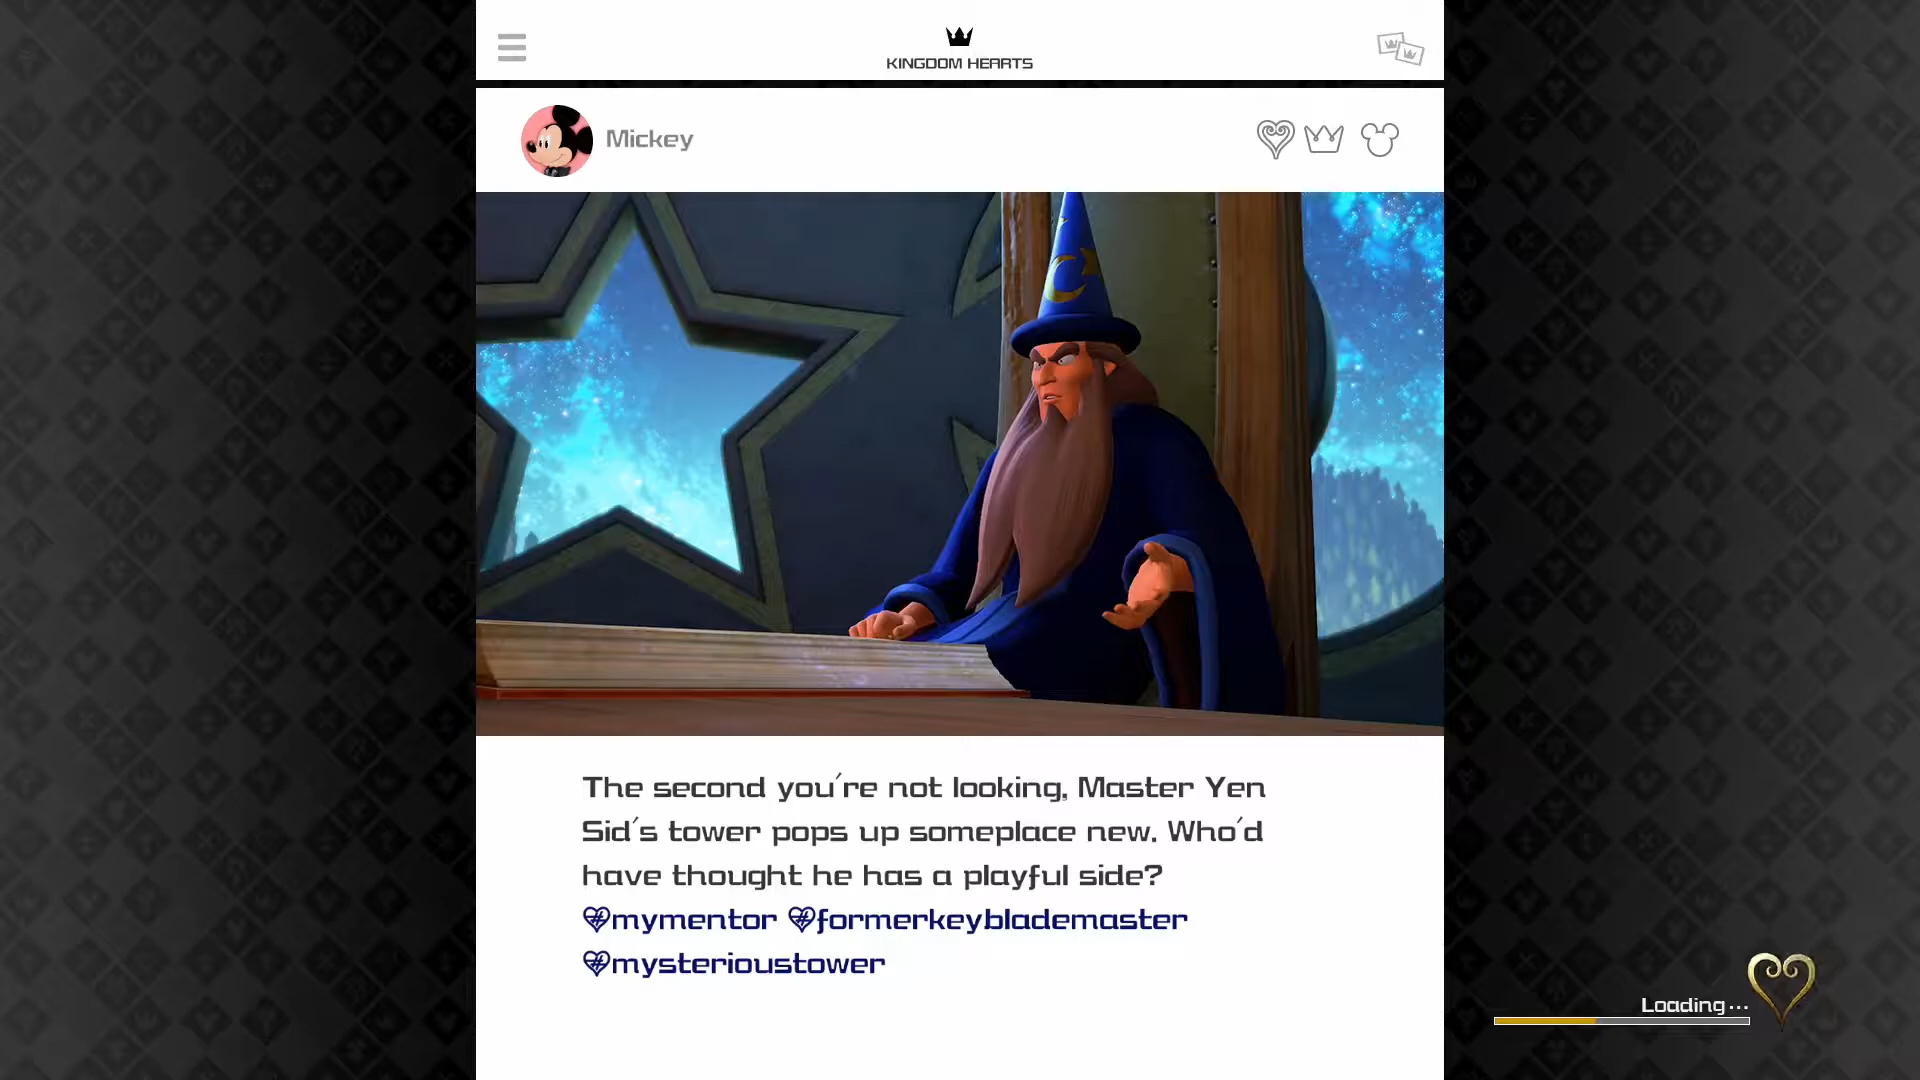 KINGDOM HEARTS
Mickey
The second you're not looking, Master Yen
Sid's tower pops up someplace new. Who'd
have thought he has a playful side?
#mymentor #formerkeyblademaster
#mysterioustower
Loading...